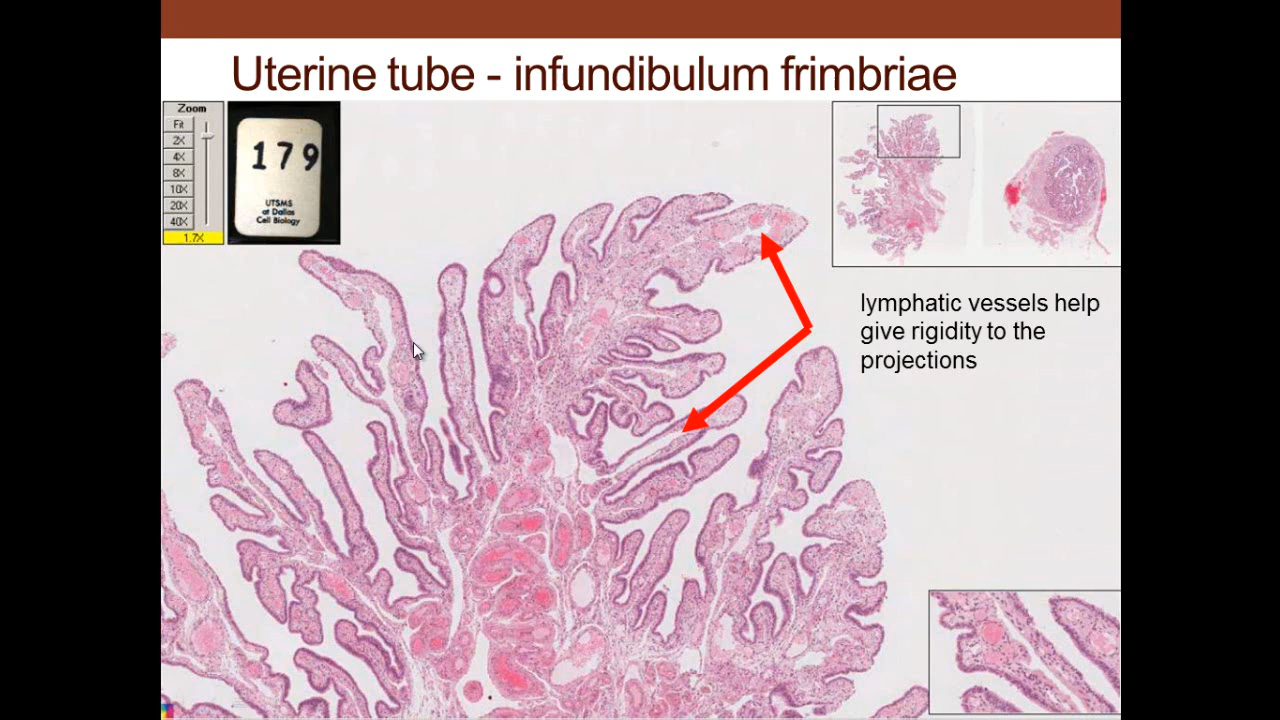 Uterine tube - infundibulum frimbriae
Zoom
Fit
2X
4X
8X
10X
20X
40X
1.7X
179
UTSMS
at Dallas
Cell Biology
lymphatic vessels help
give rigidity to the
projections